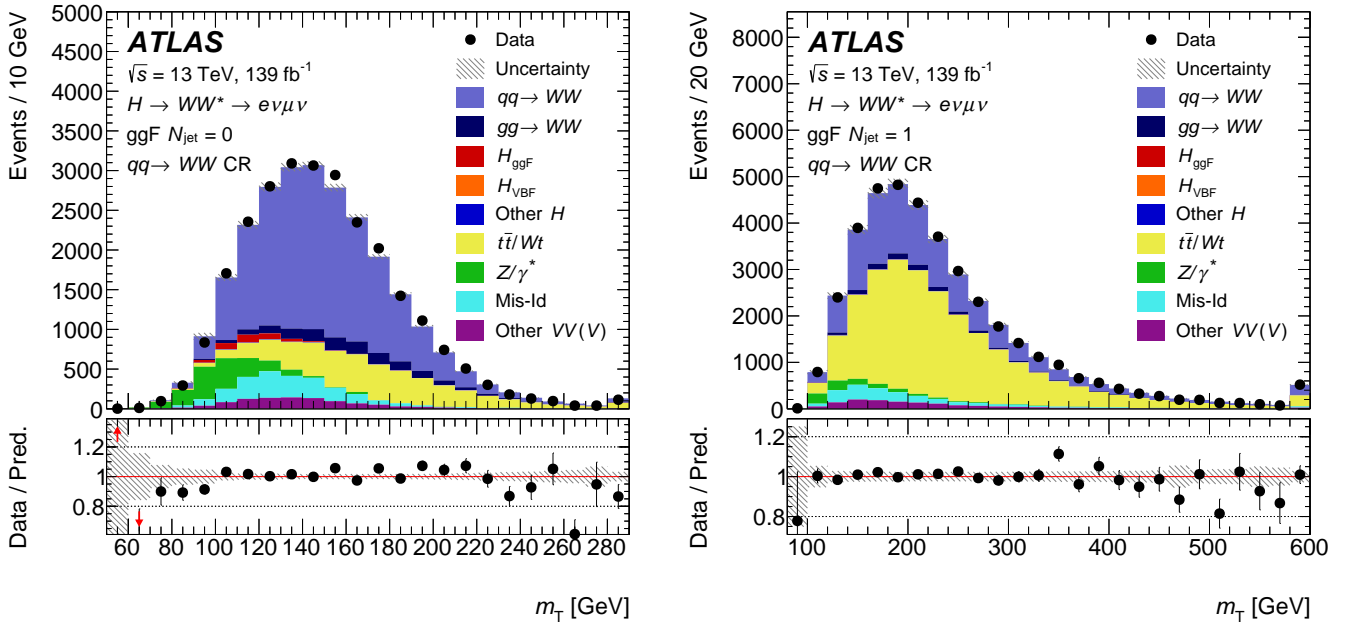 Events / 10 GeV
5000
4500
4000
3500
3000
2500
2000
1500
1000
500
0
ATLAS
√s = 13 TeV, 139 fb⁻¹
H → WW* → eνμν
ggF N_jet = 0
qq→ WW CR
Data
Uncertainty
qq→ WW
gg→ WW
H_ggF
H_VBF
Other H
tt̄/Wt
Z/γ*
Mis-Id
Other VV(V)
Data / Pred.
1.2
1
0.8
60 80 100 120 140 160 180 200 220 240 260 280
m_T [GeV]
Events / 20 GeV
8000
7000
6000
5000
4000
3000
2000
1000
0
ATLAS
√s = 13 TeV, 139 fb⁻¹
H → WW* → eνμν
ggF N_jet = 1
qq→ WW CR
Data
Uncertainty
qq→ WW
gg→ WW
H_ggF
H_VBF
Other H
tt̄/Wt
Z/γ*
Mis-Id
Other VV(V)
Data / Pred.
1.2
1
0.8
100 200 300 400 500 600
m_T [GeV]